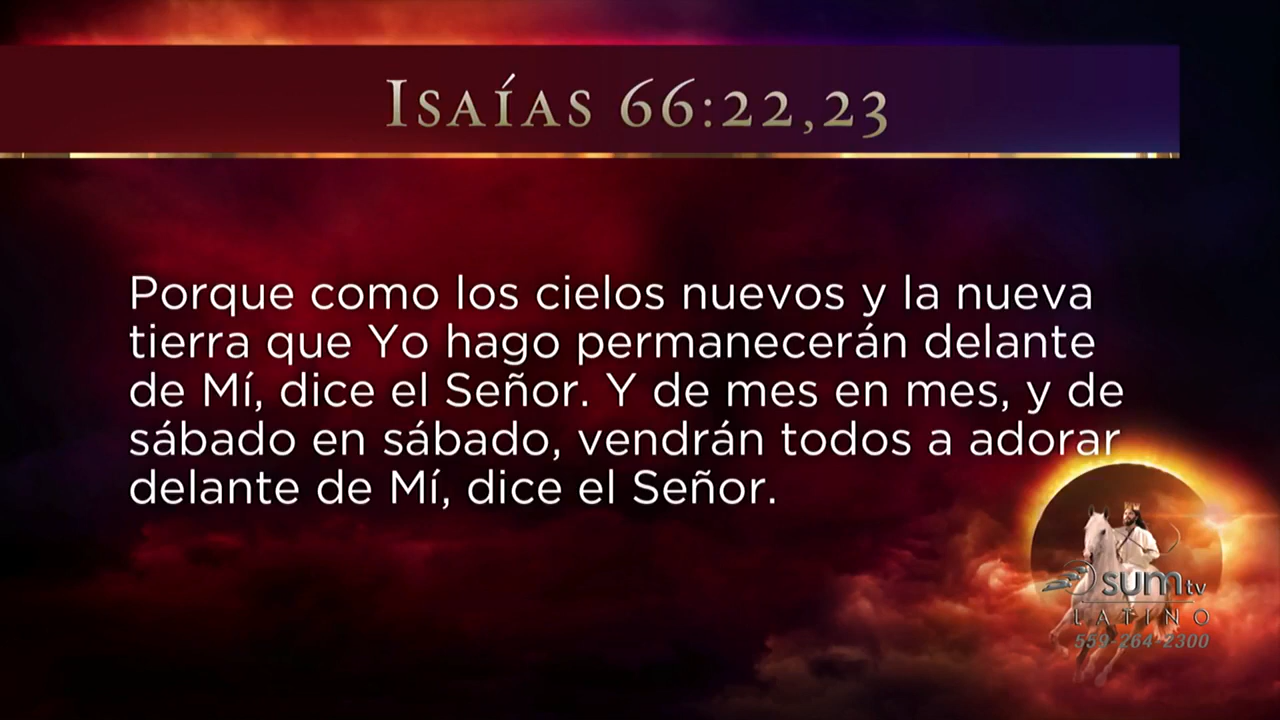 Isaías 66:22,23
Porque como los cielos nuevos y la nueva
tierra que Yo hago permanecerán delante
de Mí, dice el Señor. Y de mes en mes, y de
sábado en sábado, vendrán todos a adorar
delante de Mí, dice el Señor.
sumtv
LATINO
559-264-2300